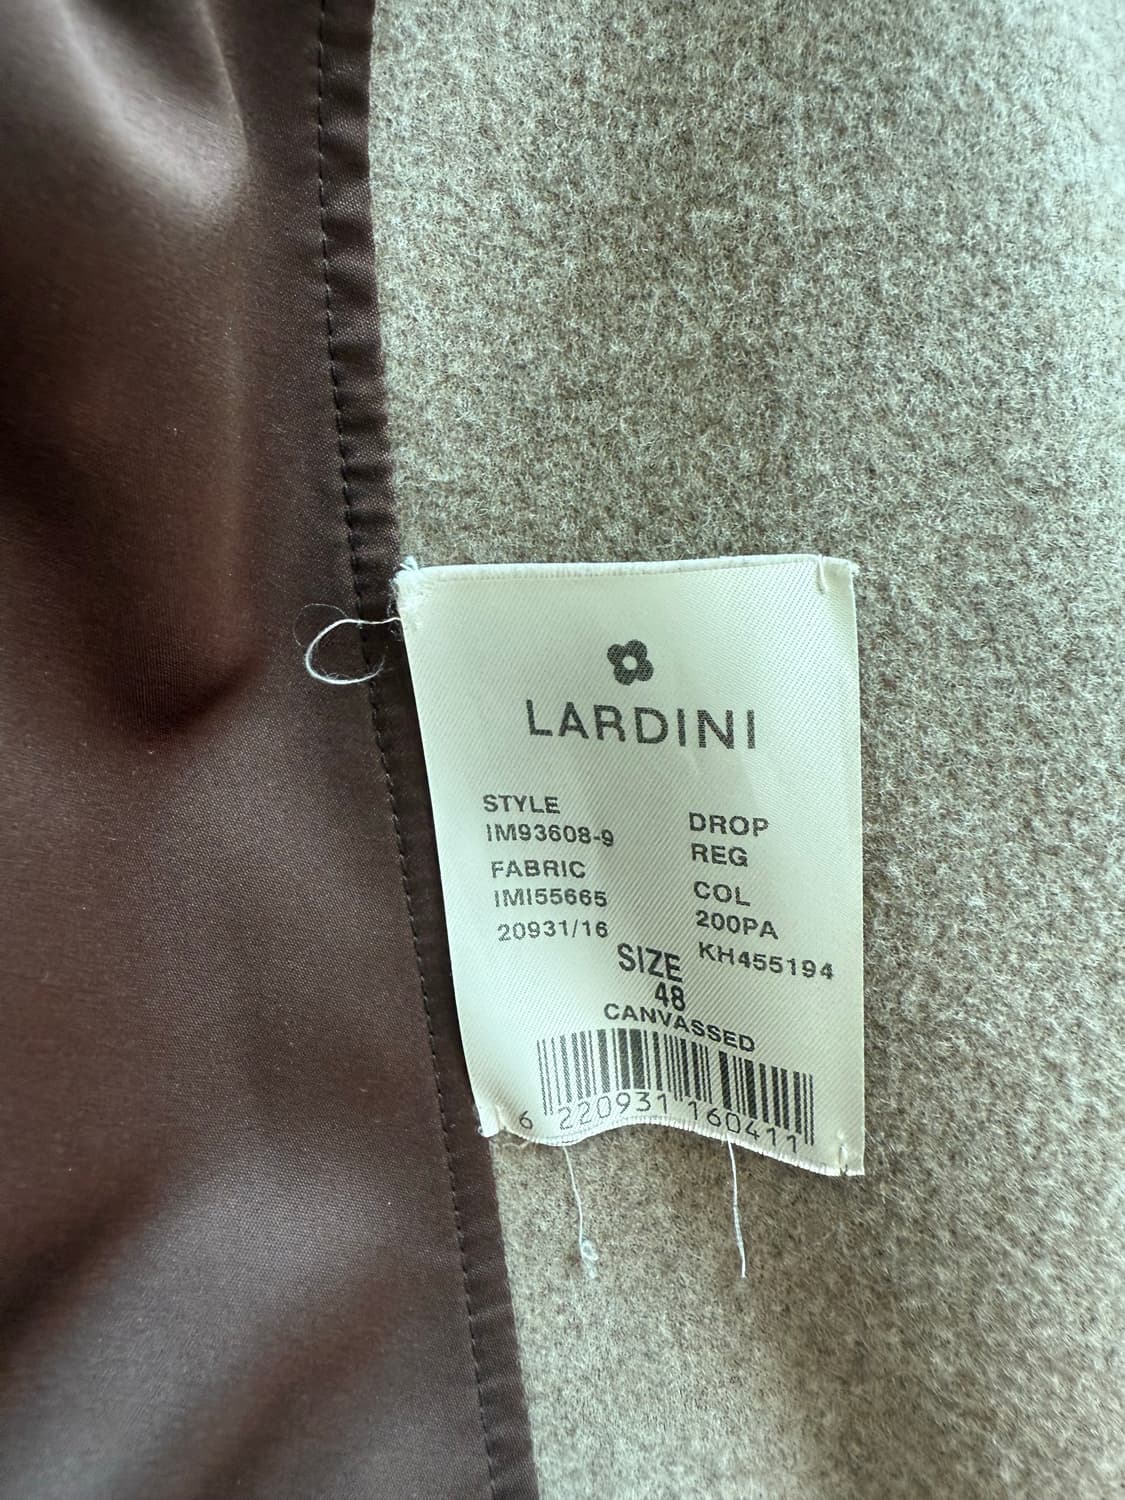 LARDINI
STYLE
IM93608-9
FABRIC
IMI55665
20931/16
DROP
REG
COL
200PA
KH455194
SIZE
48
CANVASSED
6 220931 160411